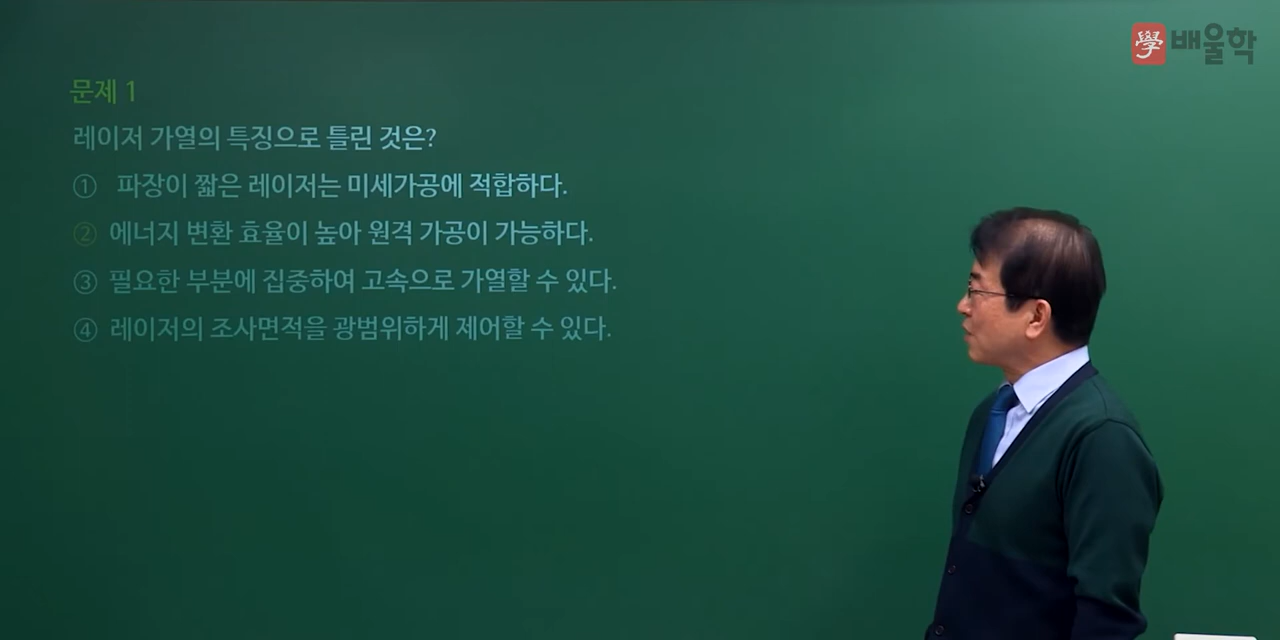 學 배울학
문제 1
레이저 가열의 특징으로 틀린 것은?
① 파장이 짧은 레이저는 미세가공에 적합하다.
② 에너지 변환 효율이 높아 원격 가공이 가능하다.
③ 필요한 부분에 집중하여 고속으로 가열할 수 있다.
④ 레이저의 조사면적을 광범위하게 제어할 수 있다.